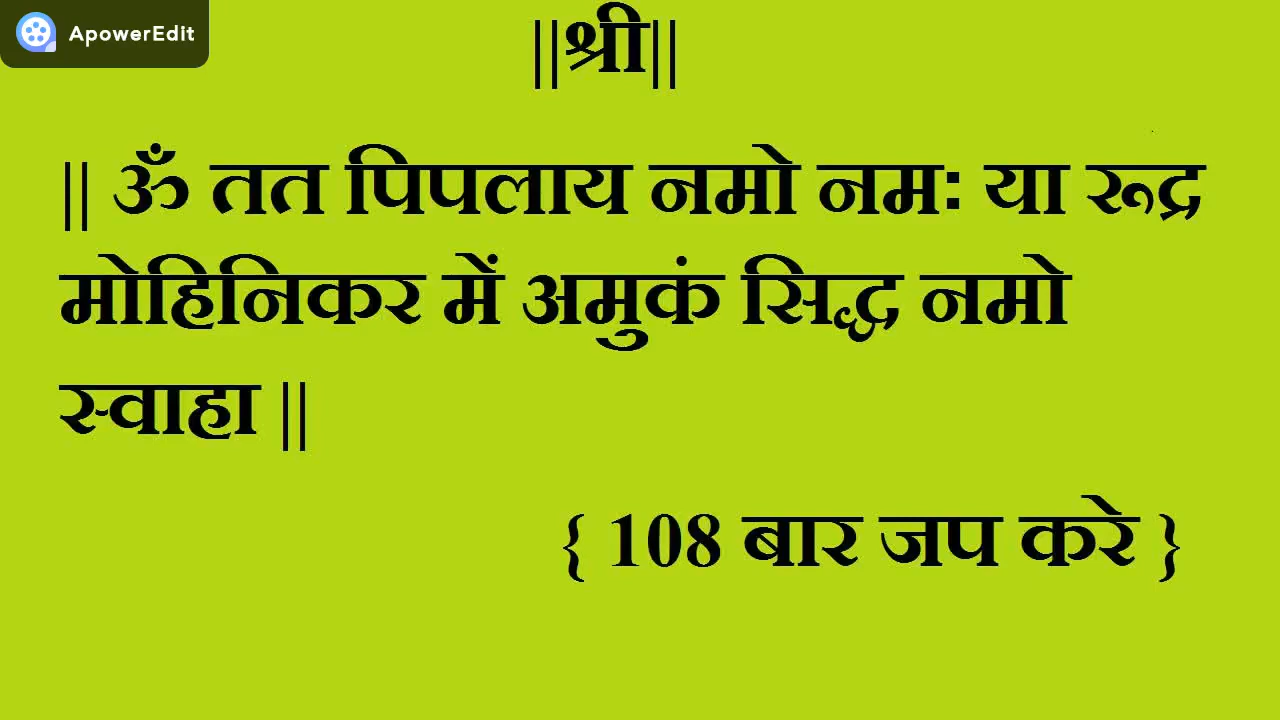 ApowerEdit
||श्री||
|| ॐ तत पिपलाय नमो नमः या रूद्र
मोहिनिकर में अमुकं सिद्ध नमो
स्वाहा ||
{ 108 बार जप करे }